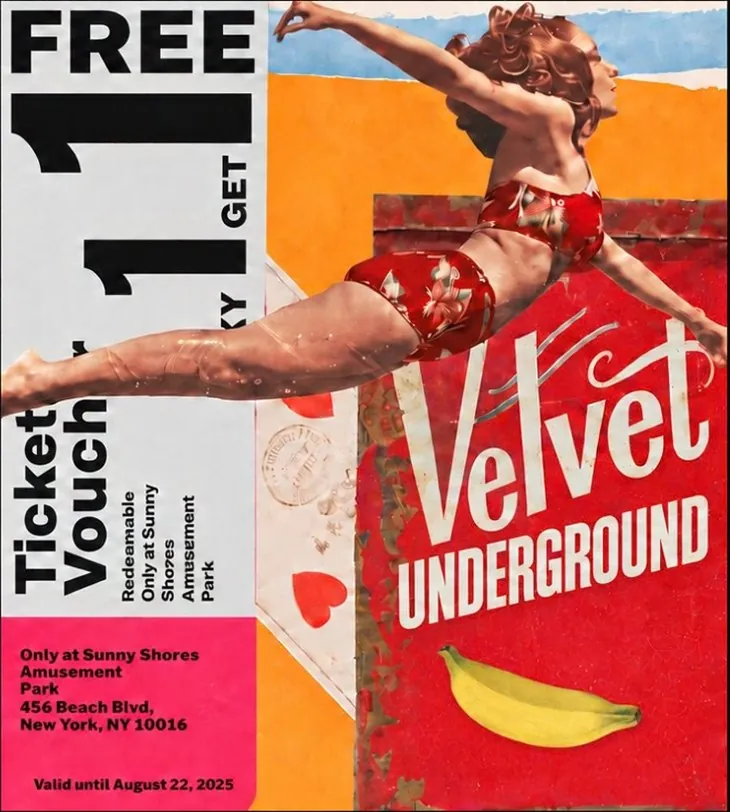 FREE
1
GET
1
Ticket
Vouch
Redeemable
Only at Sunny
Shores
Amusement
Park
Velvet
UNDERGROUND
Only at Sunny Shores
Amusement
Park
456 Beach Blvd,
New York, NY 10016
Valid until August 22, 2025